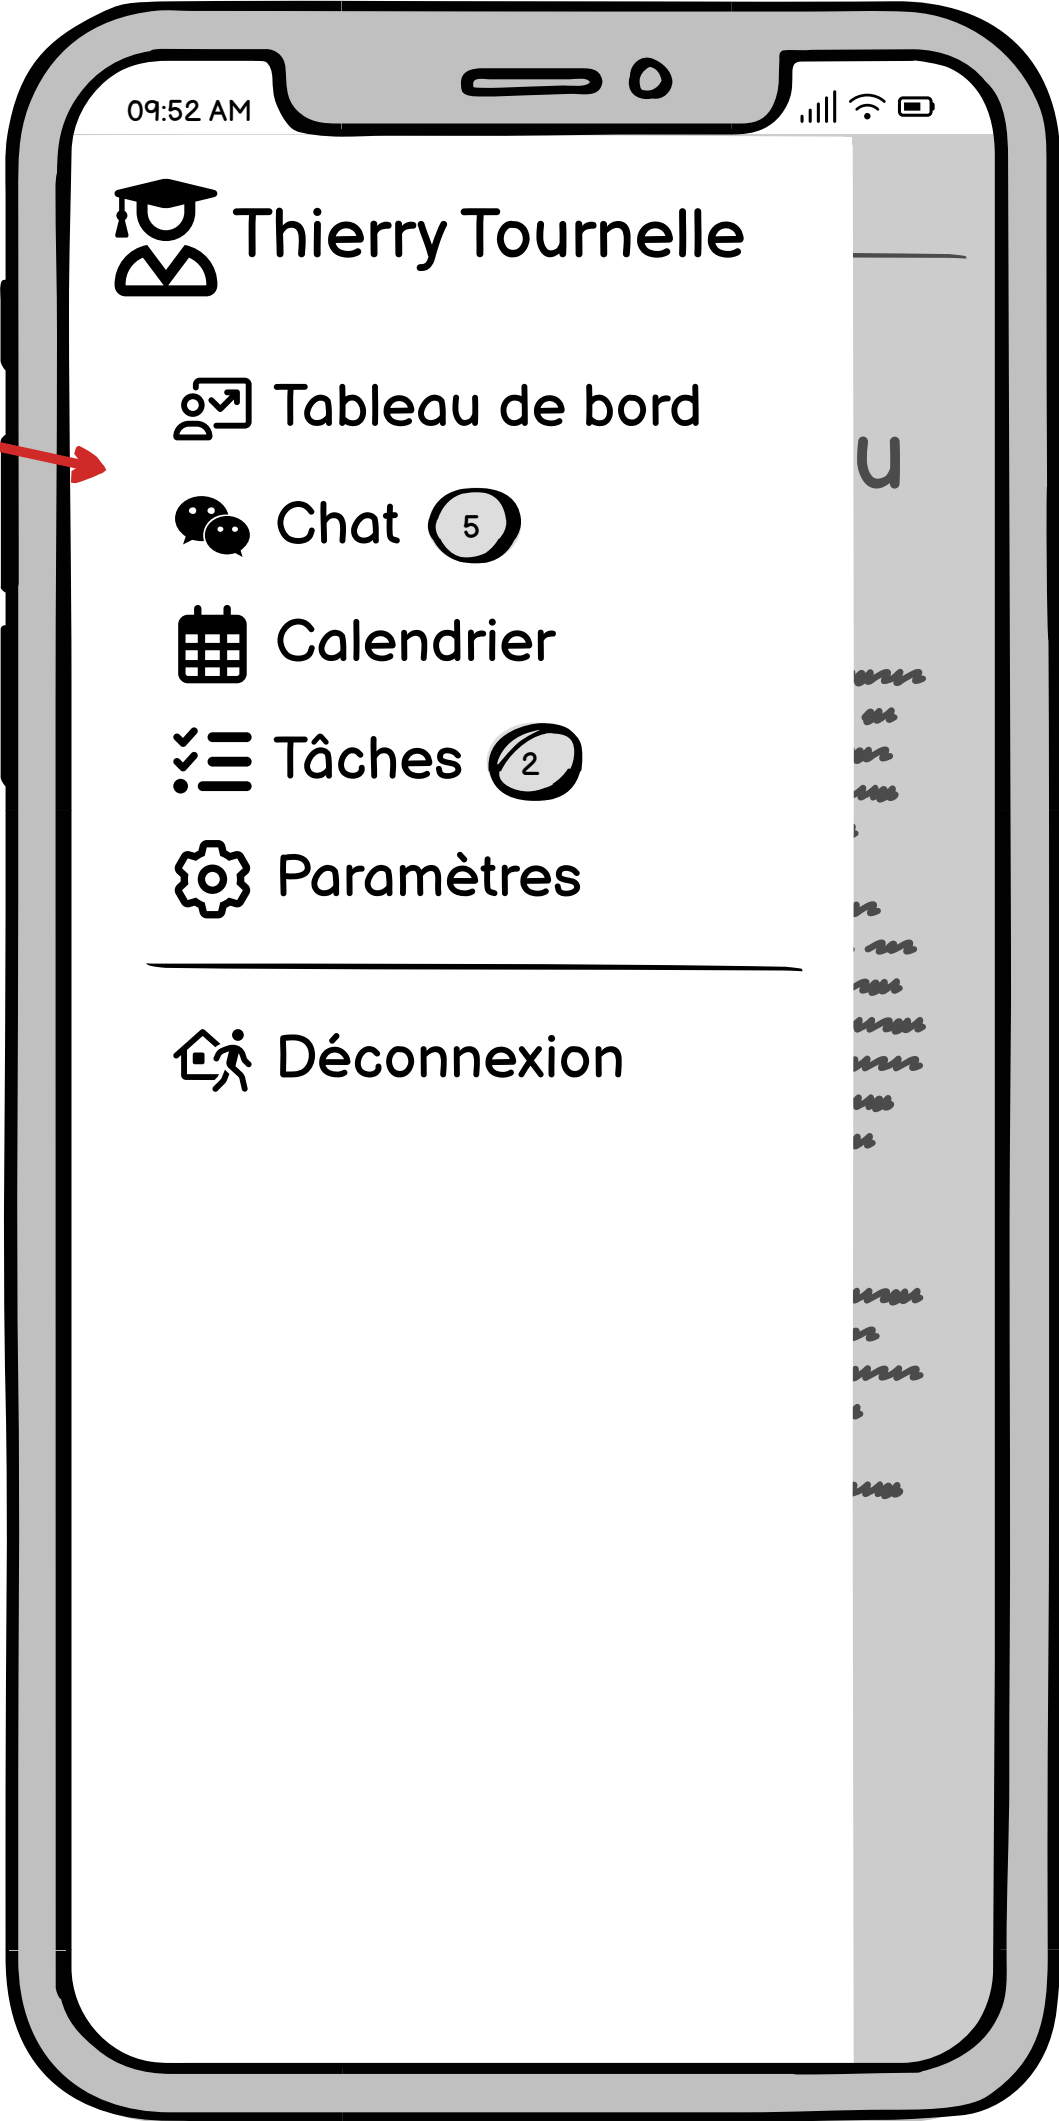 09:52 AM
Thierry Tournelle
Tableau de bord
u
Chat 5
Calendrier
Tâches 2
Paramètres
Déconnexion